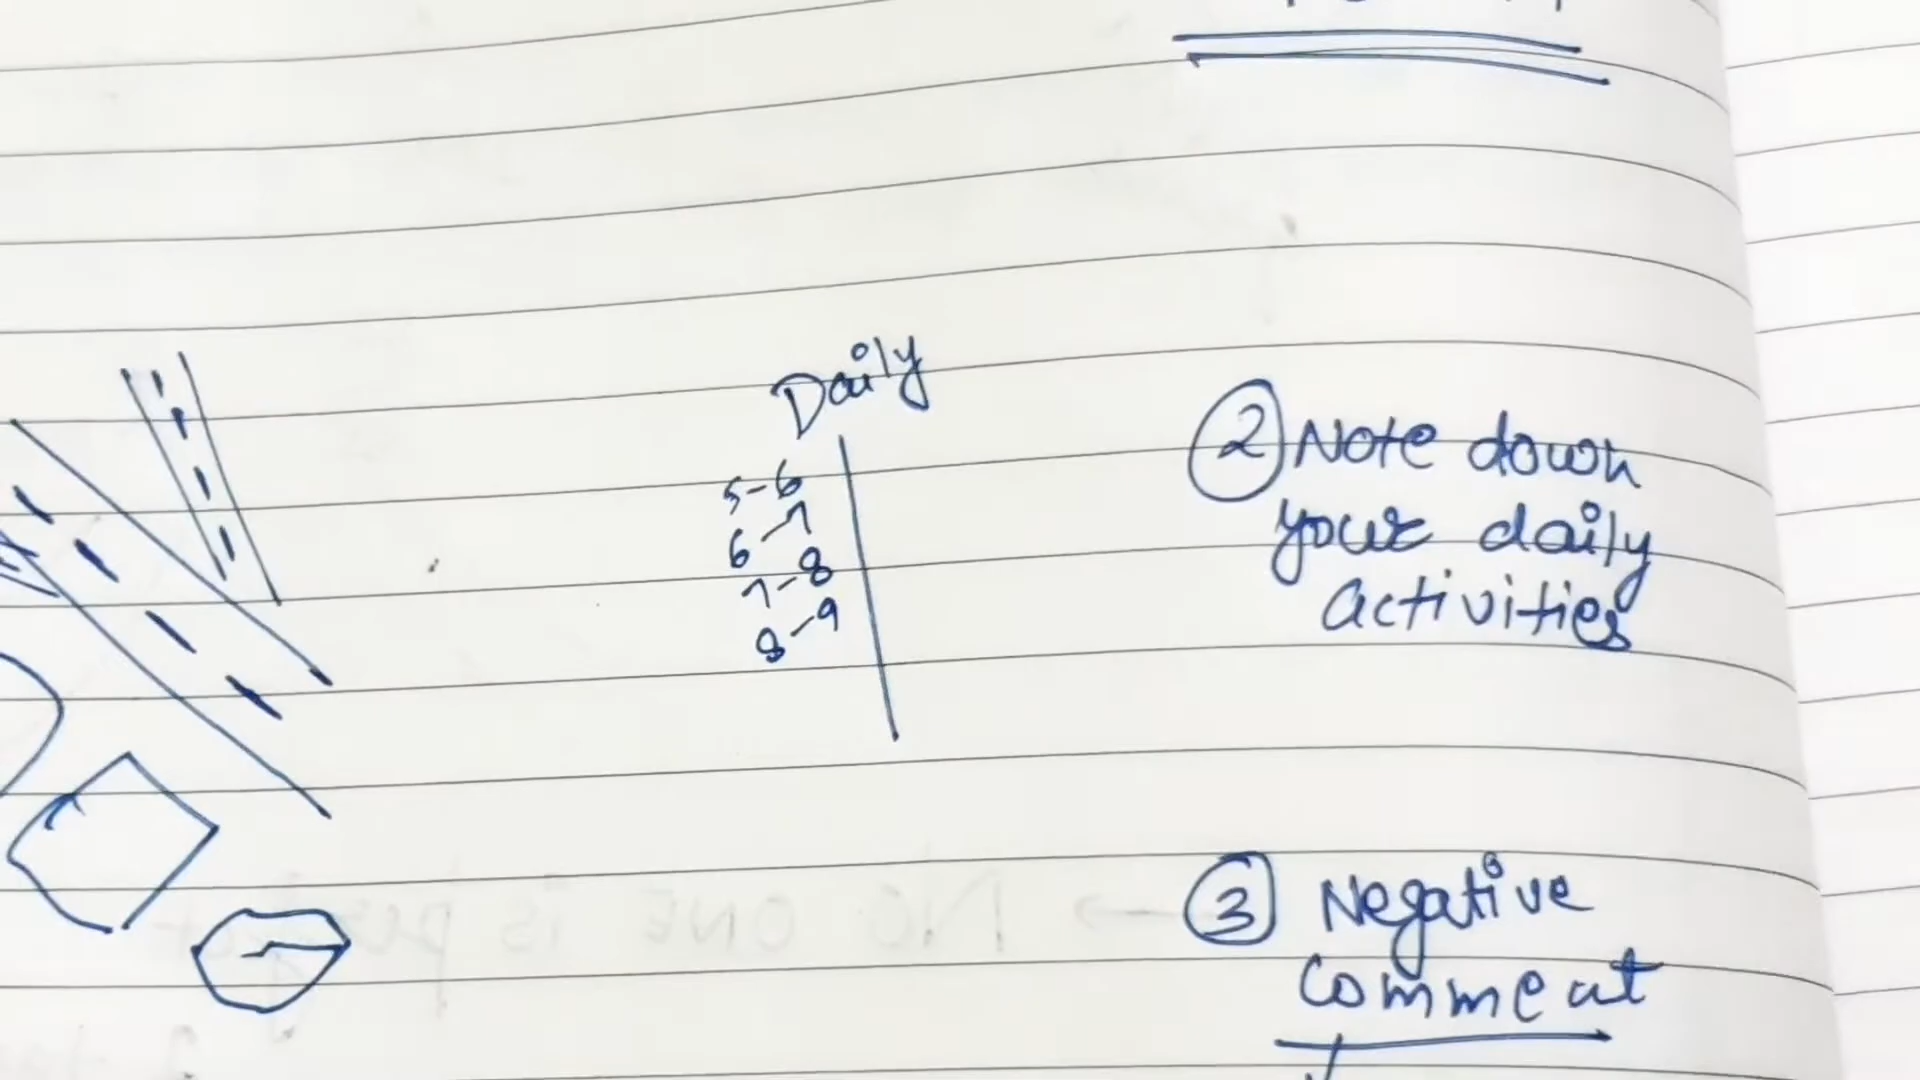 Daily
5-6
6-7
7-8
8-9
2 Note down
your daily
activities
3 Negative
Comment